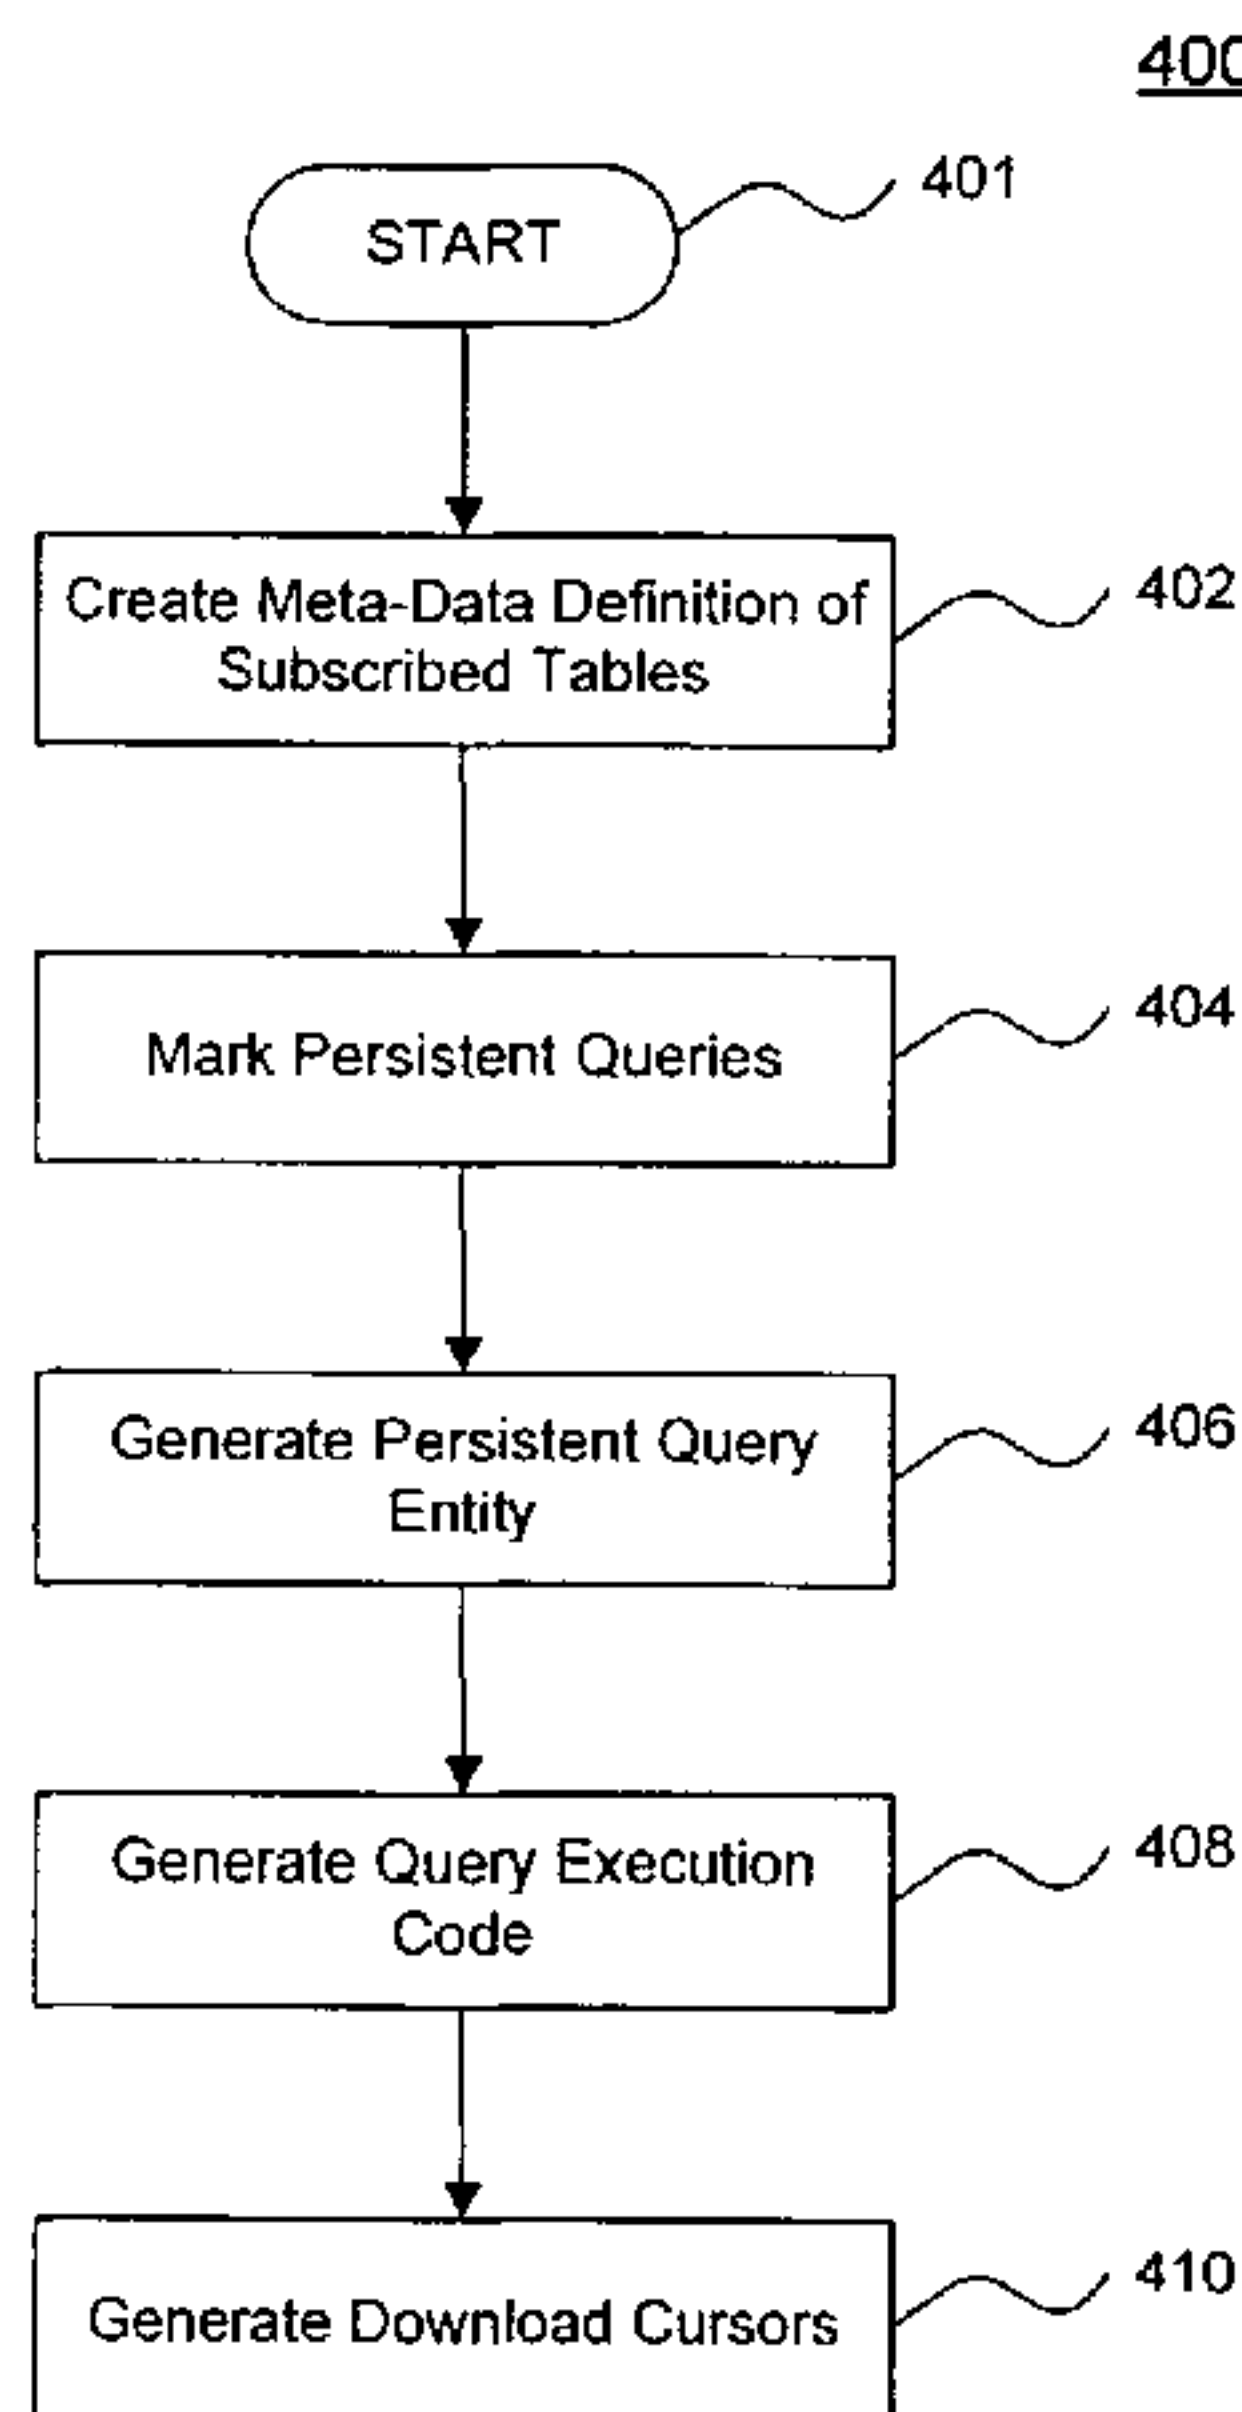 400
401
START
Create Meta-Data Definition of
Subscribed Tables
402
Mark Persistent Queries
404
Generate Persistent Query
Entity
406
Generate Query Execution
Code
408
Generate Download Cursors
410